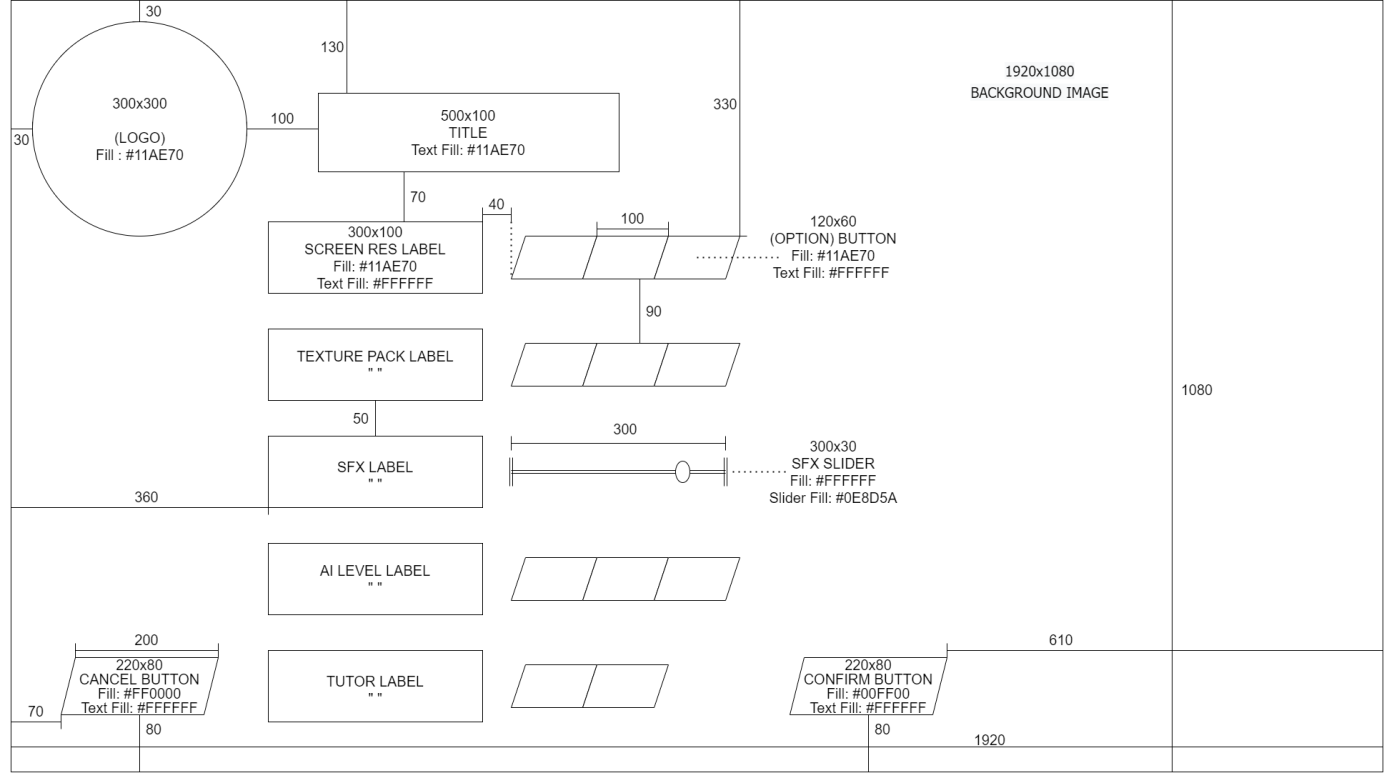 30
130
1920x1080
BACKGROUND IMAGE
300x300
(LOGO)
Fill : #11AE70
30
100
500x100
TITLE
Text Fill: #11AE70
330
70
40
300x100
SCREEN RES LABEL
Fill: #11AE70
Text Fill: #FFFFFF
100
120x60
(OPTION) BUTTON
Fill: #11AE70
Text Fill: #FFFFFF
90
TEXTURE PACK LABEL
" "
1080
50
300
SFX LABEL
" "
300x30
SFX SLIDER
Fill: #FFFFFF
Slider Fill: #0E8D5A
360
AI LEVEL LABEL
" "
200
610
220x80
CANCEL BUTTON
Fill: #FF0000
Text Fill: #FFFFFF
TUTOR LABEL
" "
220x80
CONFIRM BUTTON
Fill: #00FF00
Text Fill: #FFFFFF
70
80
80
1920